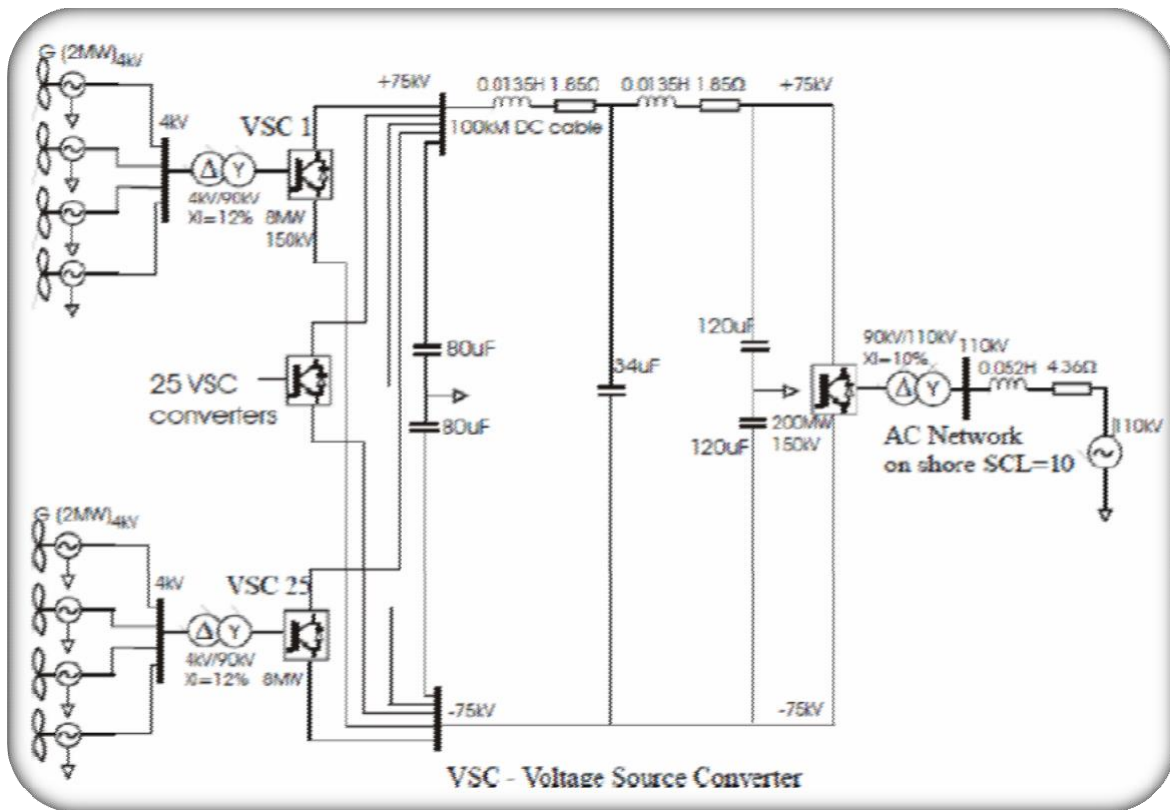 G (2MW) 4kV
4kV
VSC 1
4kV/90kV
Xl=12% 8MW
150kV
+75kV
0.0135H 1.85Ω 0.0135H 1.85Ω
100kM DC cable
+75kV
25 VSC
converters
80uF
80uF
34uF
120uF
120uF
200MW
150kV
90kV/110kV
Xl=10%
110kV
0.052H 4.36Ω
110kV
AC Network
on shore SCL=10
G (2MW) 4kV
4kV
VSC 25
4kV/90kV
Xl=12% 8MW
-75kV
-75kV
VSC - Voltage Source Converter
Δ Y
Δ Y
Δ Y